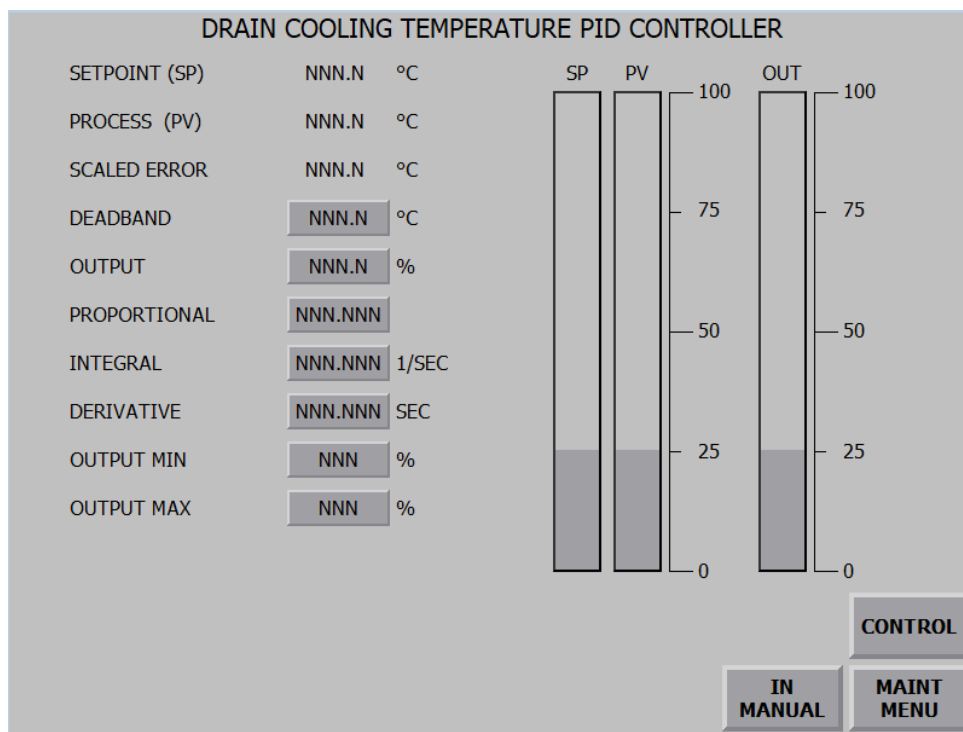 DRAIN COOLING TEMPERATURE PID CONTROLLER
SETPOINT (SP) NNN.N °C
PROCESS (PV) NNN.N °C
SCALED ERROR NNN.N °C
DEADBAND NNN.N °C
OUTPUT NNN.N %
PROPORTIONAL NNN.NNN
INTEGRAL NNN.NNN 1/SEC
DERIVATIVE NNN.NNN SEC
OUTPUT MIN NNN %
OUTPUT MAX NNN %
SP PV OUT
100 100
75 75
50 50
25 25
0 0
CONTROL
IN
MANUAL
MAINT
MENU